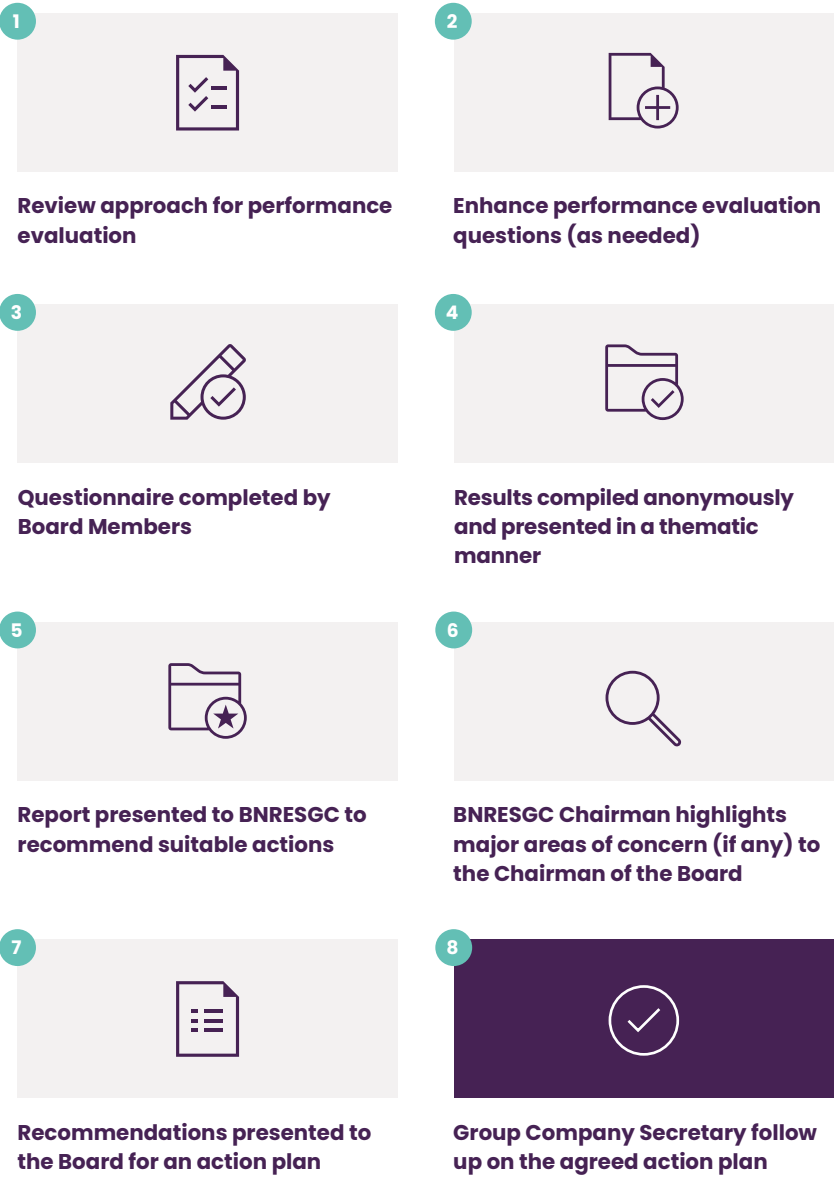 1
Review approach for performance
evaluation
2
Enhance performance evaluation
questions (as needed)
3
Questionnaire completed by
Board Members
4
Results compiled anonymously
and presented in a thematic
manner
5
Report presented to BNRESGC to
recommend suitable actions
6
BNRESGC Chairman highlights
major areas of concern (if any) to
the Chairman of the Board
7
Recommendations presented to
the Board for an action plan
8
Group Company Secretary follow
up on the agreed action plan